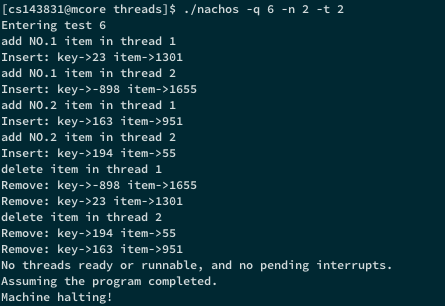 [cs143831@mcore threads]$ ./nachos -q 6 -n 2 -t 2
Entering test 6
add NO.1 item in thread 1
Insert: key->23 item->1301
add NO.1 item in thread 2
Insert: key->-898 item->1655
add NO.2 item in thread 1
Insert: key->163 item->951
add NO.2 item in thread 2
Insert: key->194 item->55
delete item in thread 1
Remove: key->-898 item->1655
Remove: key->23 item->1301
delete item in thread 2
Remove: key->194 item->55
Remove: key->163 item->951
No threads ready or runnable, and no pending interrupts.
Assuming the program completed.
Machine halting!